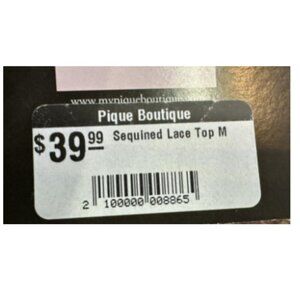 www.mypiqueboutique.
Pique Boutique
$39.99 Sequined Lace Top M
2 100000 008865